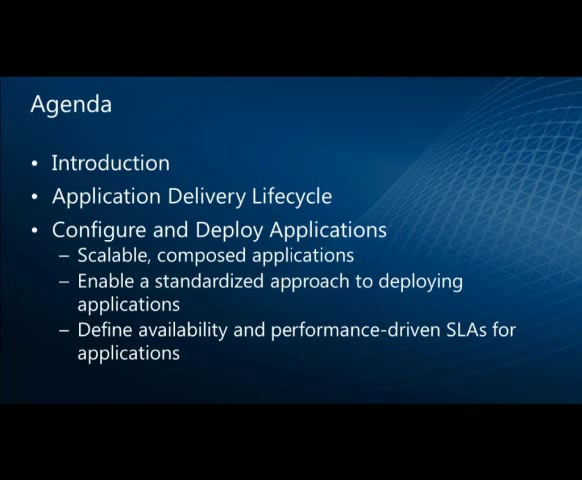 Agenda
• Introduction
• Application Delivery Lifecycle
• Configure and Deploy Applications
– Scalable, composed applications
– Enable a standardized approach to deploying
applications
– Define availability and performance-driven SLAs for
applications